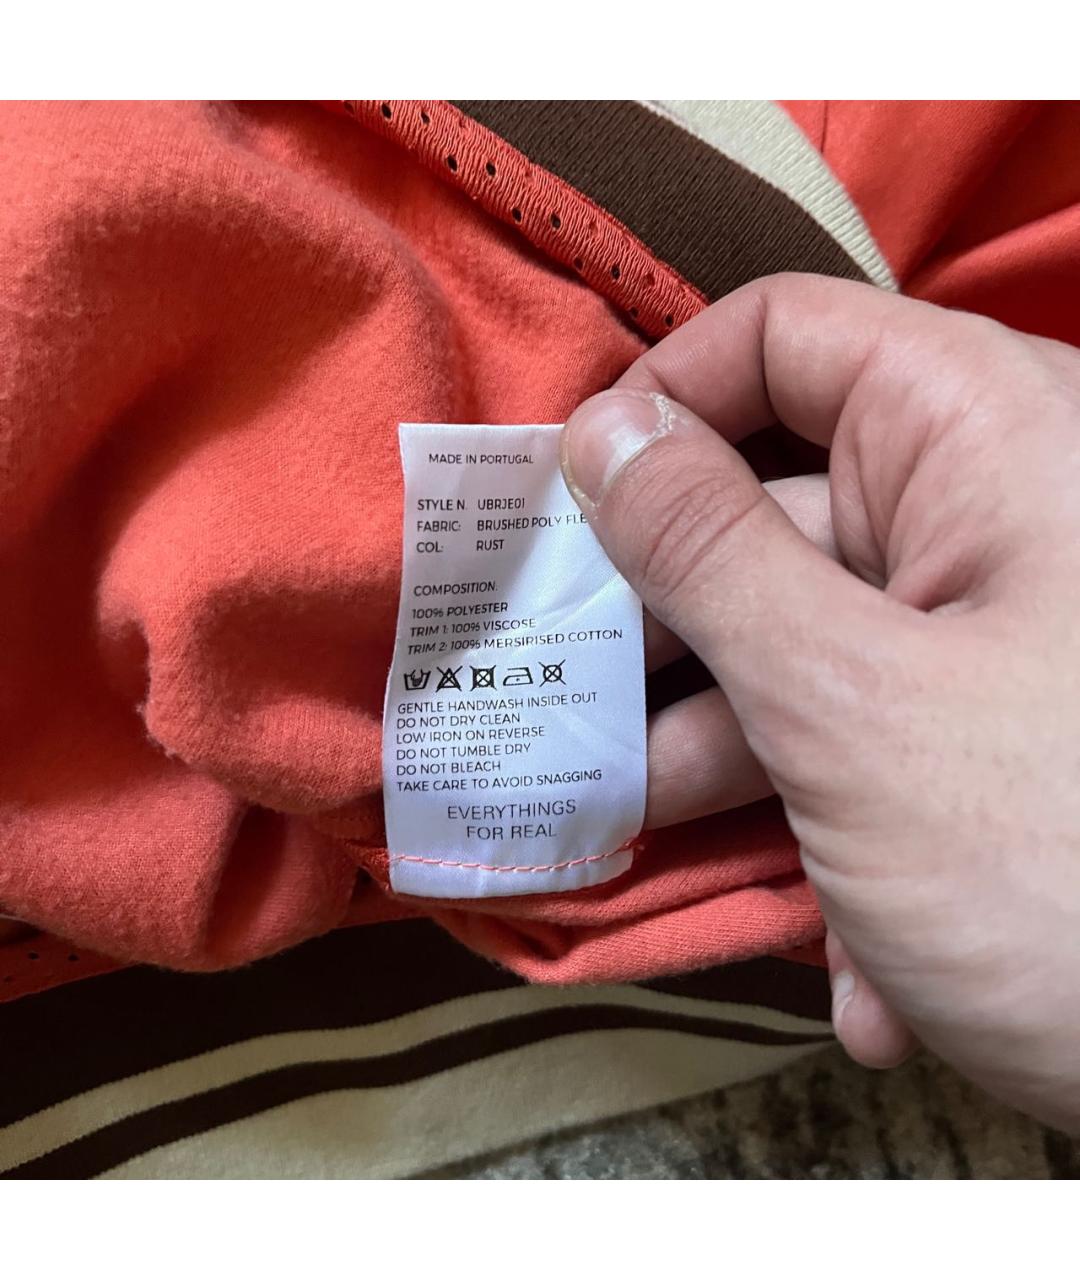 MADE IN PORTUGAL
STYLE N. UBRJE01
FABRIC: BRUSHED POLY FLE
COL: RUST
COMPOSITION:
100% POLYESTER
TRIM 1: 100% VISCOSE
TRIM 2: 100% MERSIRISED COTTON
GENTLE HANDWASH INSIDE OUT
DO NOT DRY CLEAN
LOW IRON ON REVERSE
DO NOT TUMBLE DRY
DO NOT BLEACH
TAKE CARE TO AVOID SNAGGING
EVERYTHINGS
FOR REAL